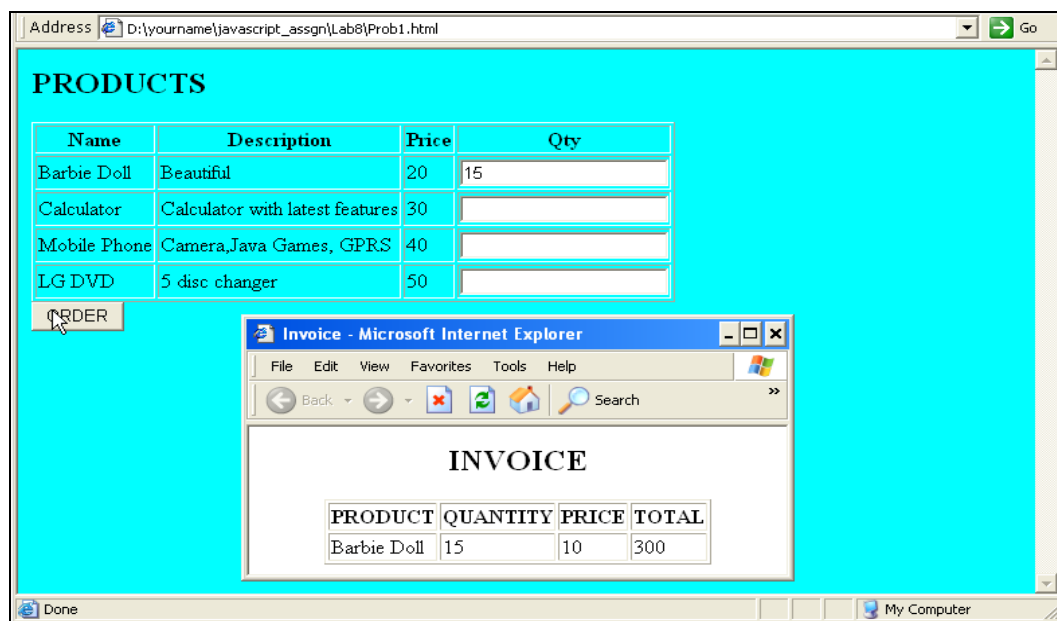 Address D:\yourname\javascript_assgn\Lab8\Prob1.html Go
PRODUCTS
Name Description Price Qty
Barbie Doll Beautiful 20 15
Calculator Calculator with latest features 30
Mobile Phone Camera,Java Games, GPRS 40
LG DVD 5 disc changer 50
ORDER
Invoice - Microsoft Internet Explorer
File Edit View Favorites Tools Help
Back Search »
INVOICE
PRODUCT QUANTITY PRICE TOTAL
Barbie Doll 15 10 300
Done My Computer